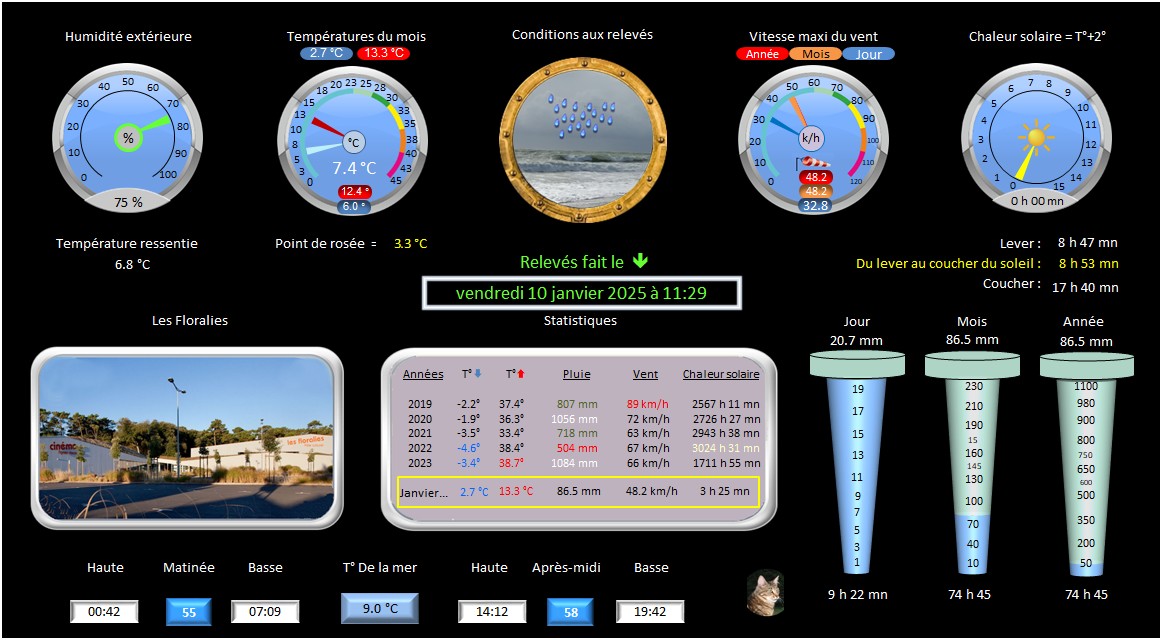 Humidité extérieure
Températures du mois
2.7 °C 13.3 °C
Conditions aux relevés
Vitesse maxi du vent
Année Mois Jour
Chaleur solaire = T°+2°
0 10 20 30 40 50 60 70 80 90 100
%
75 %
0 3 5 8 10 13 15 18 20 23 25 28 30 33 35 38 40 43 45
°C
7.4 °C
12.4 °
6.0 °
0 10 20 30 40 50 60 70 80 90 100 110 120
k/h
48.2
48.2
32.8
0 1 2 3 4 5 6 7 8 9 10 11 12 13 14 15
0 h 00 mn
Température ressentie
6.8 °C
Point de rosée = 3.3 °C
Relevés fait le
vendredi 10 janvier 2025 à 11:29
Lever : 8 h 47 mn
Du lever au coucher du soleil : 8 h 53 mn
Coucher : 17 h 40 mn
Les Floralies
cinéma
les floralies
Statistiques
Années T° T° Pluie Vent Chaleur solaire
2019 -2.2° 37.4° 807 mm 89 km/h 2567 h 11 mn
2020 -1.9° 36.3° 1056 mm 72 km/h 2726 h 27 mn
2021 -3.5° 33.4° 718 mm 63 km/h 2943 h 38 mn
2022 -4.6° 38.4° 504 mm 67 km/h 3024 h 31 mn
2023 -3.4° 38.7° 1084 mm 66 km/h 1711 h 55 mn
Janvier... 2.7 °C 13.3 °C 86.5 mm 48.2 km/h 3 h 25 mn
Jour
20.7 mm
19
17
15
13
11
9
7
5
3
1
9 h 22 mn
Mois
86.5 mm
230
210
190
15
160
145
130
100
70
40
10
74 h 45
Année
86.5 mm
1100
980
900
800
750
650
600
500
350
200
50
74 h 45
Haute Matinée Basse
00:42 55 07:09
T° De la mer
9.0 °C
Haute Après-midi Basse
14:12 58 19:42